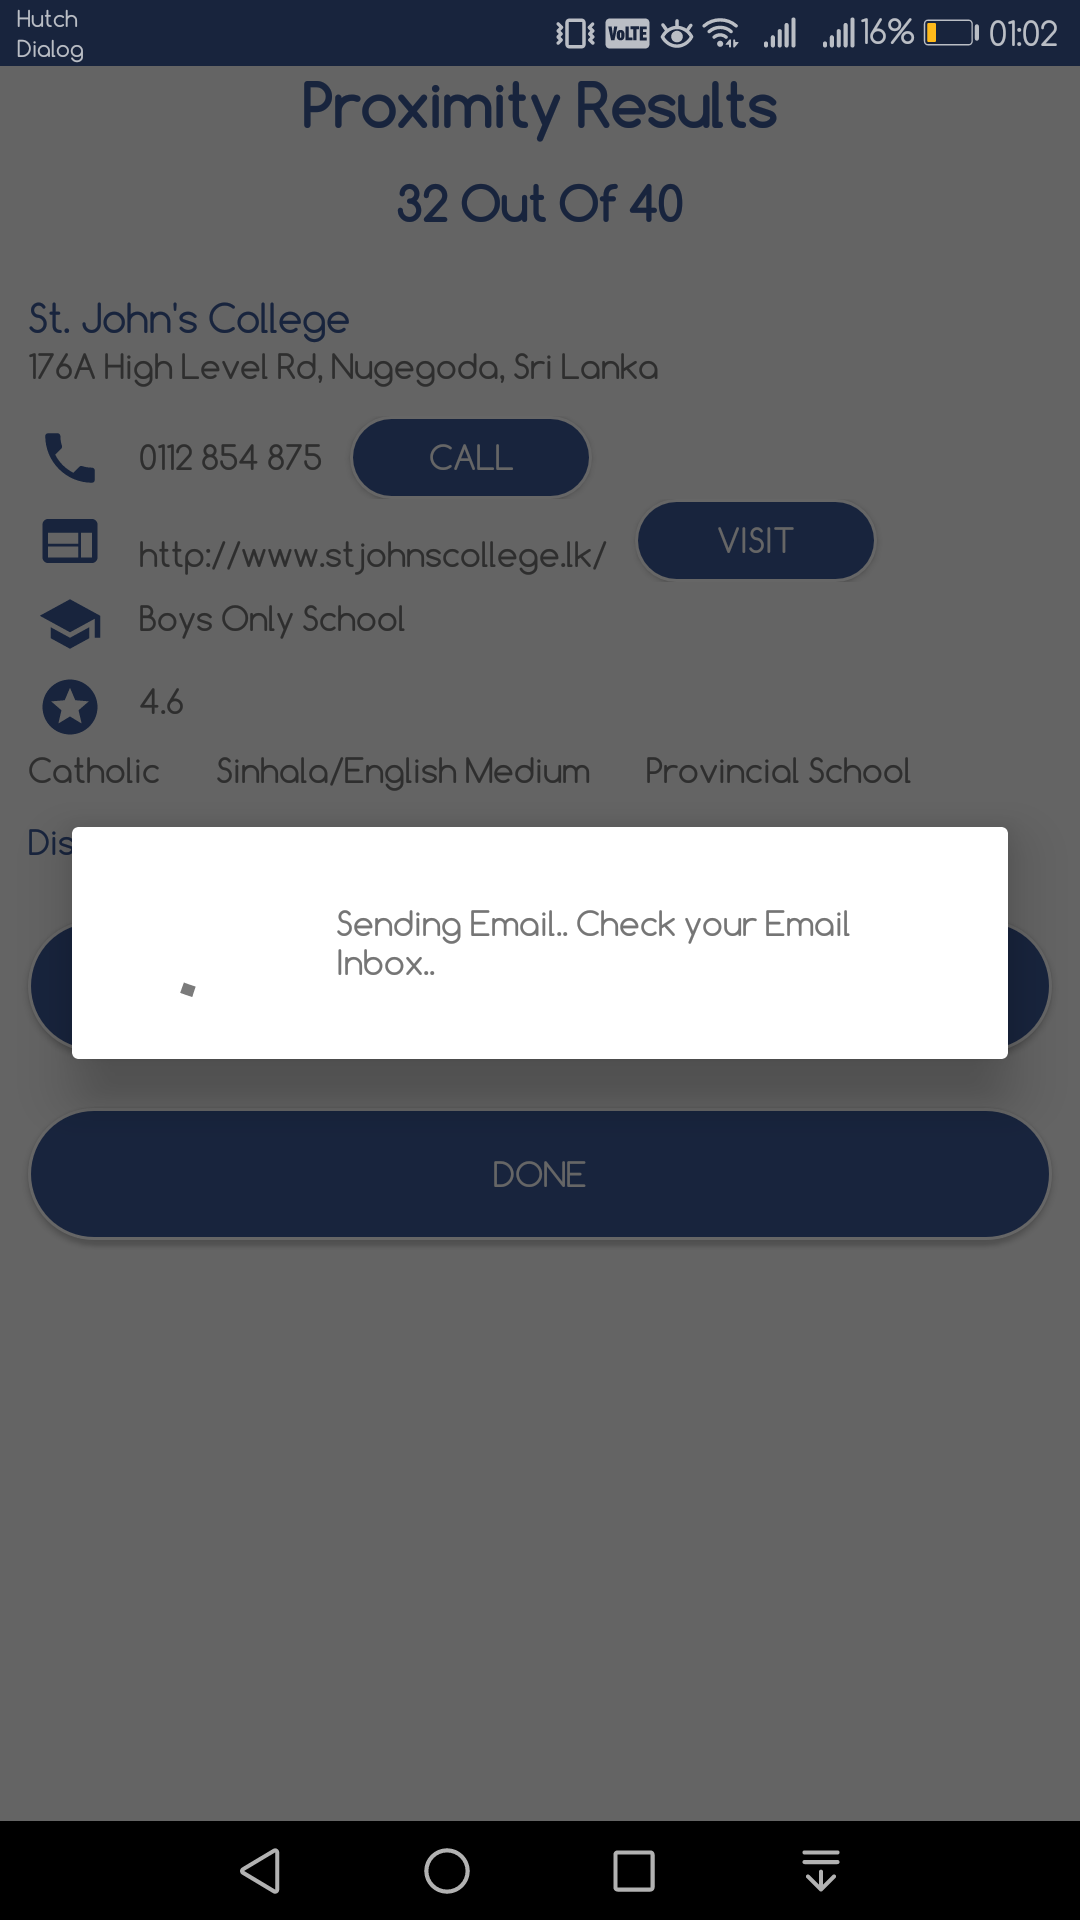 Hutch
Dialog
VoLTE
16%
01:02
Proximity Results
32 Out Of 40
St. John's College
176A High Level Rd, Nugegoda, Sri Lanka
0112 854 875
CALL
http://www.stjohnscollege.lk/
VISIT
Boys Only School
4.6
Catholic Sinhala/English Medium Provincial School
Dis
Sending Email.. Check your Email
Inbox..
DONE